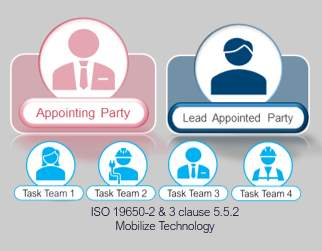 Appointing Party
Lead Appointed Party
Task Team 1
Task Team 2
Task Team 3
Task Team 4
ISO 19650-2 & 3 clause 5.5.2
Mobilize Technology